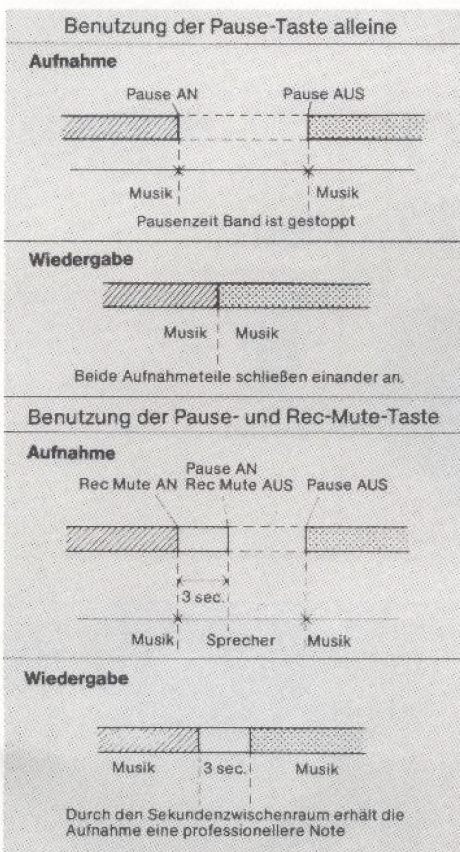 Benutzung der Pause-Taste alleine
Aufnahme
Pause AN Pause AUS
Musik Musik
Pausenzeit Band ist gestoppt
Wiedergabe
Musik Musik
Beide Aufnahmeteile schließen einander an.
Benutzung der Pause- und Rec-Mute-Taste
Aufnahme
Pause AN
Rec Mute AN Rec Mute AUS Pause AUS
3 sec.
Musik Sprecher Musik
Wiedergabe
Musik 3 sec. Musik
Durch den Sekundenzwischenraum erhält die
Aufnahme eine professionellere Note